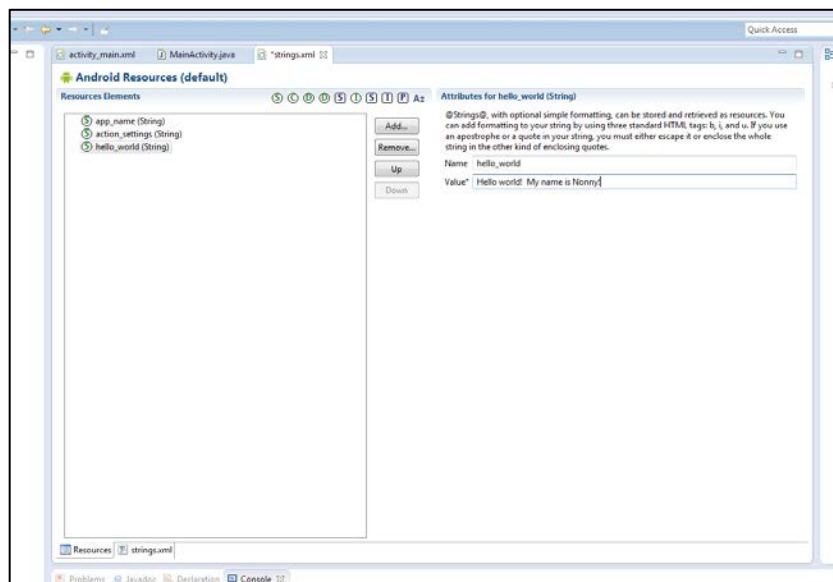 Quick Access
activity_main.xml MainActivity.java *strings.xml
Android Resources (default)
Resources Elements S C D D S I S I P Az
Attributes for hello_world (String)
S app_name (String)
S action_settings (String)
S hello_world (String)
Add...
Remove...
Up
Down
@Strings@, with optional simple formatting, can be stored and retrieved as resources. You
can add formatting to your string by using three standard HTML tags: b, i, and u. If you use
an apostrophe or a quote in your string, you must either escape it or enclose the whole
string in the other kind of enclosing quotes.
Name hello_world
Value* Hello world! My name is Nonny!
Resources strings.xml
Problems Javadoc Declaration Console